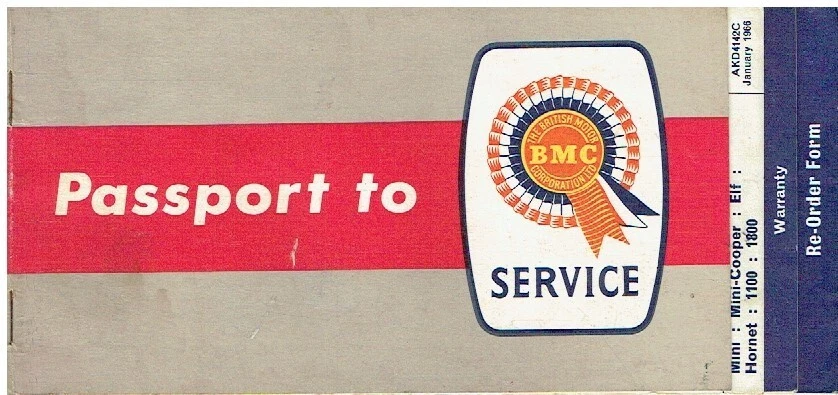 Passport to
THE BRITISH MOTOR
BMC
CORPORATION LTD
SERVICE
AKD4142C
January 1966
Mini : Mini-Cooper : Elf :
Hornet : 1100 : 1800
Warranty
Re-Order Form